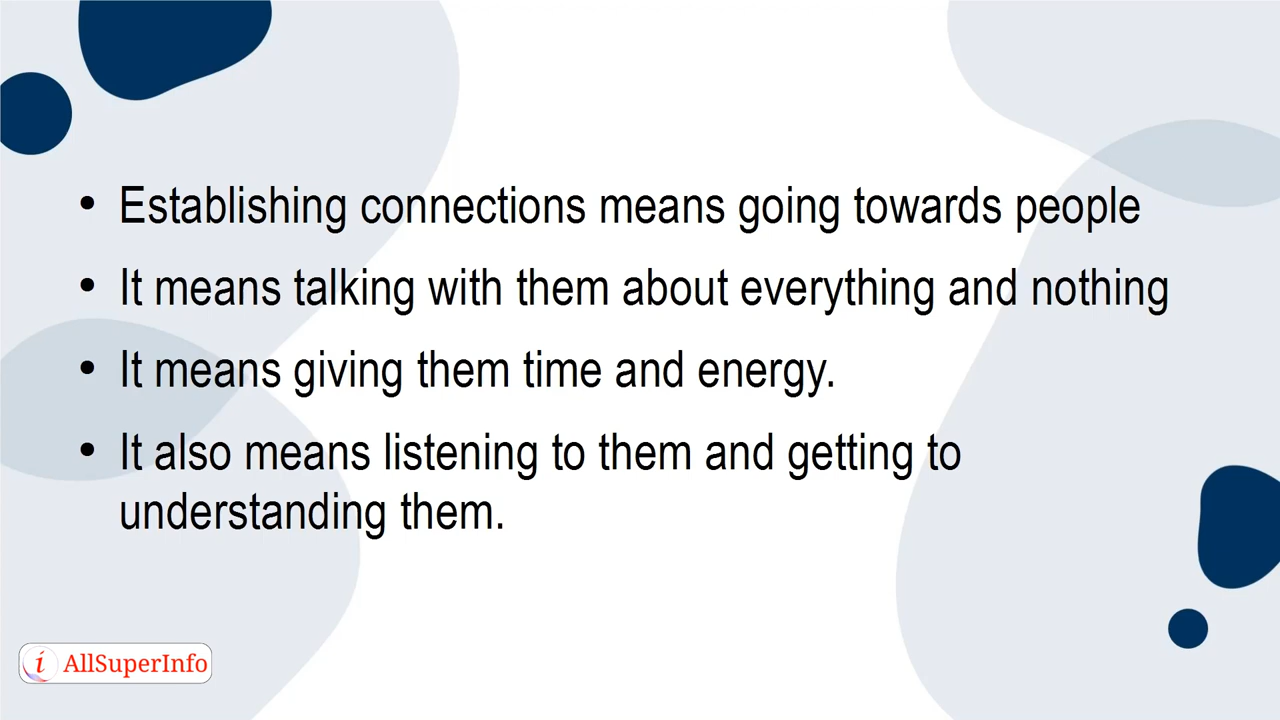 • Establishing connections means going towards people
• It means talking with them about everything and nothing
• It means giving them time and energy.
• It also means listening to them and getting to
understanding them.
i AllSuperInfo